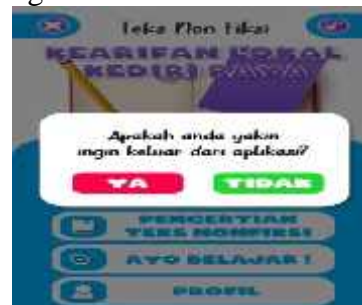 Teks Non Fiksi
KEARIFAN LOKAL
KEDIRI
Apakah anda yakin
ingin keluar dari aplikasi?
YA
TIDAK
PENGERTIAN
TEKS NONFIKSI
AYO BELAJAR !
PROFIL